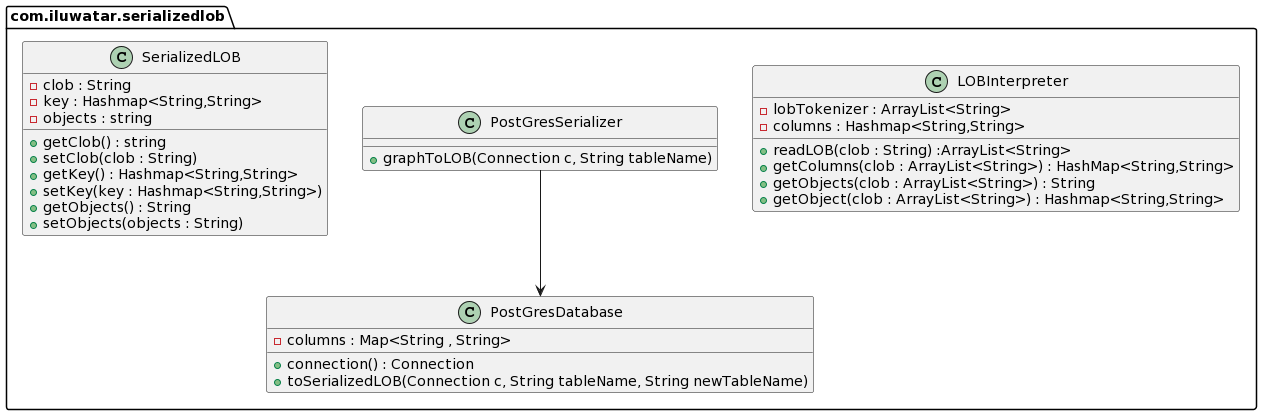 com.iluwatar.serializedlob
C SerializedLOB
clob : String
key : Hashmap<String,String>
objects : string
getClob() : string
setClob(clob : String)
getKey() : Hashmap<String,String>
setKey(key : Hashmap<String,String>)
getObjects() : String
setObjects(objects : String)
C PostGresSerializer
graphToLOB(Connection c, String tableName)
C LOBInterpreter
lobTokenizer : ArrayList<String>
columns : Hashmap<String,String>
readLOB(clob : String) :ArrayList<String>
getColumns(clob : ArrayList<String>) : HashMap<String,String>
getObjects(clob : ArrayList<String>) : String
getObject(clob : ArrayList<String>) : Hashmap<String,String>
C PostGresDatabase
columns : Map<String , String>
connection() : Connection
toSerializedLOB(Connection c, String tableName, String newTableName)